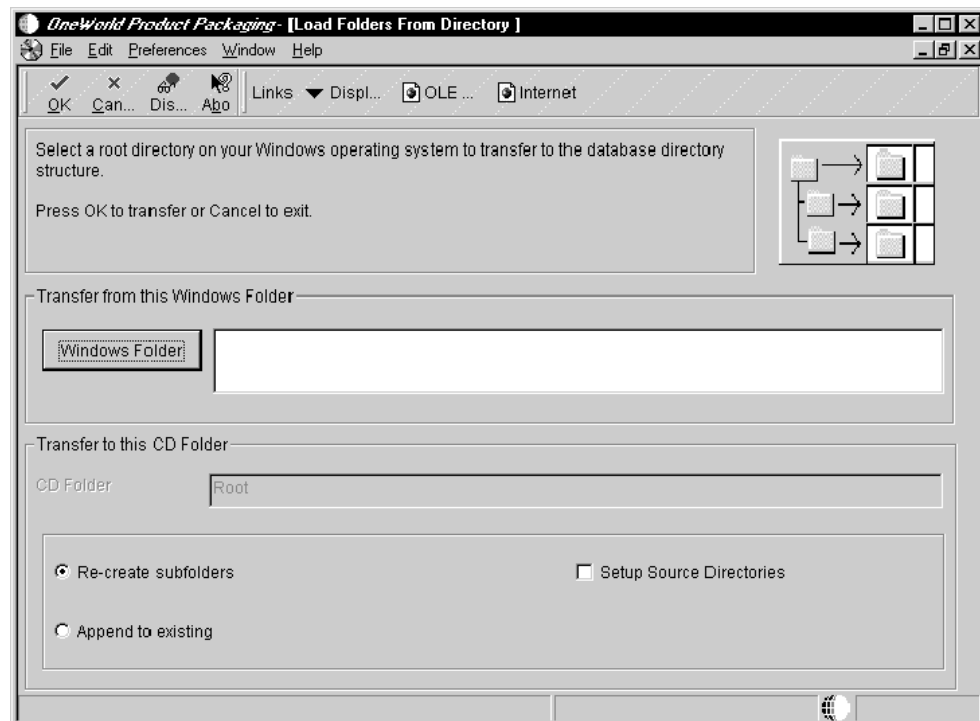 OneWorld Product Packaging - [Load Folders From Directory ]
File Edit Preferences Window Help
OK Can... Dis... Abo Links Displ... OLE ... Internet
Select a root directory on your Windows operating system to transfer to the database directory
structure.
Press OK to transfer or Cancel to exit.
Transfer from this Windows Folder
Windows Folder
Transfer to this CD Folder
CD Folder Root
Re-create subfolders Setup Source Directories
Append to existing